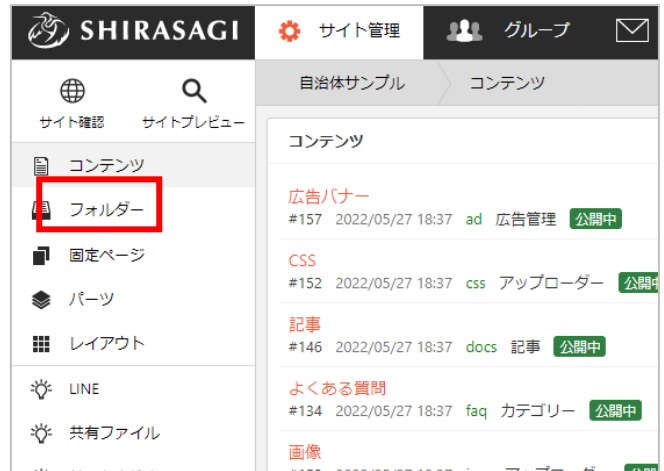 SHIRASAGI
サイト管理
グループ
サイト確認
サイトプレビュー
コンテンツ
フォルダー
固定ページ
パーツ
レイアウト
LINE
共有ファイル
自治体サンプル
コンテンツ
コンテンツ
広告バナー
#157 2022/05/27 18:37 ad 広告管理 公開中
CSS
#152 2022/05/27 18:37 css アップローダー 公開中
記事
#146 2022/05/27 18:37 docs 記事 公開中
よくある質問
#134 2022/05/27 18:37 faq カテゴリー 公開中
画像